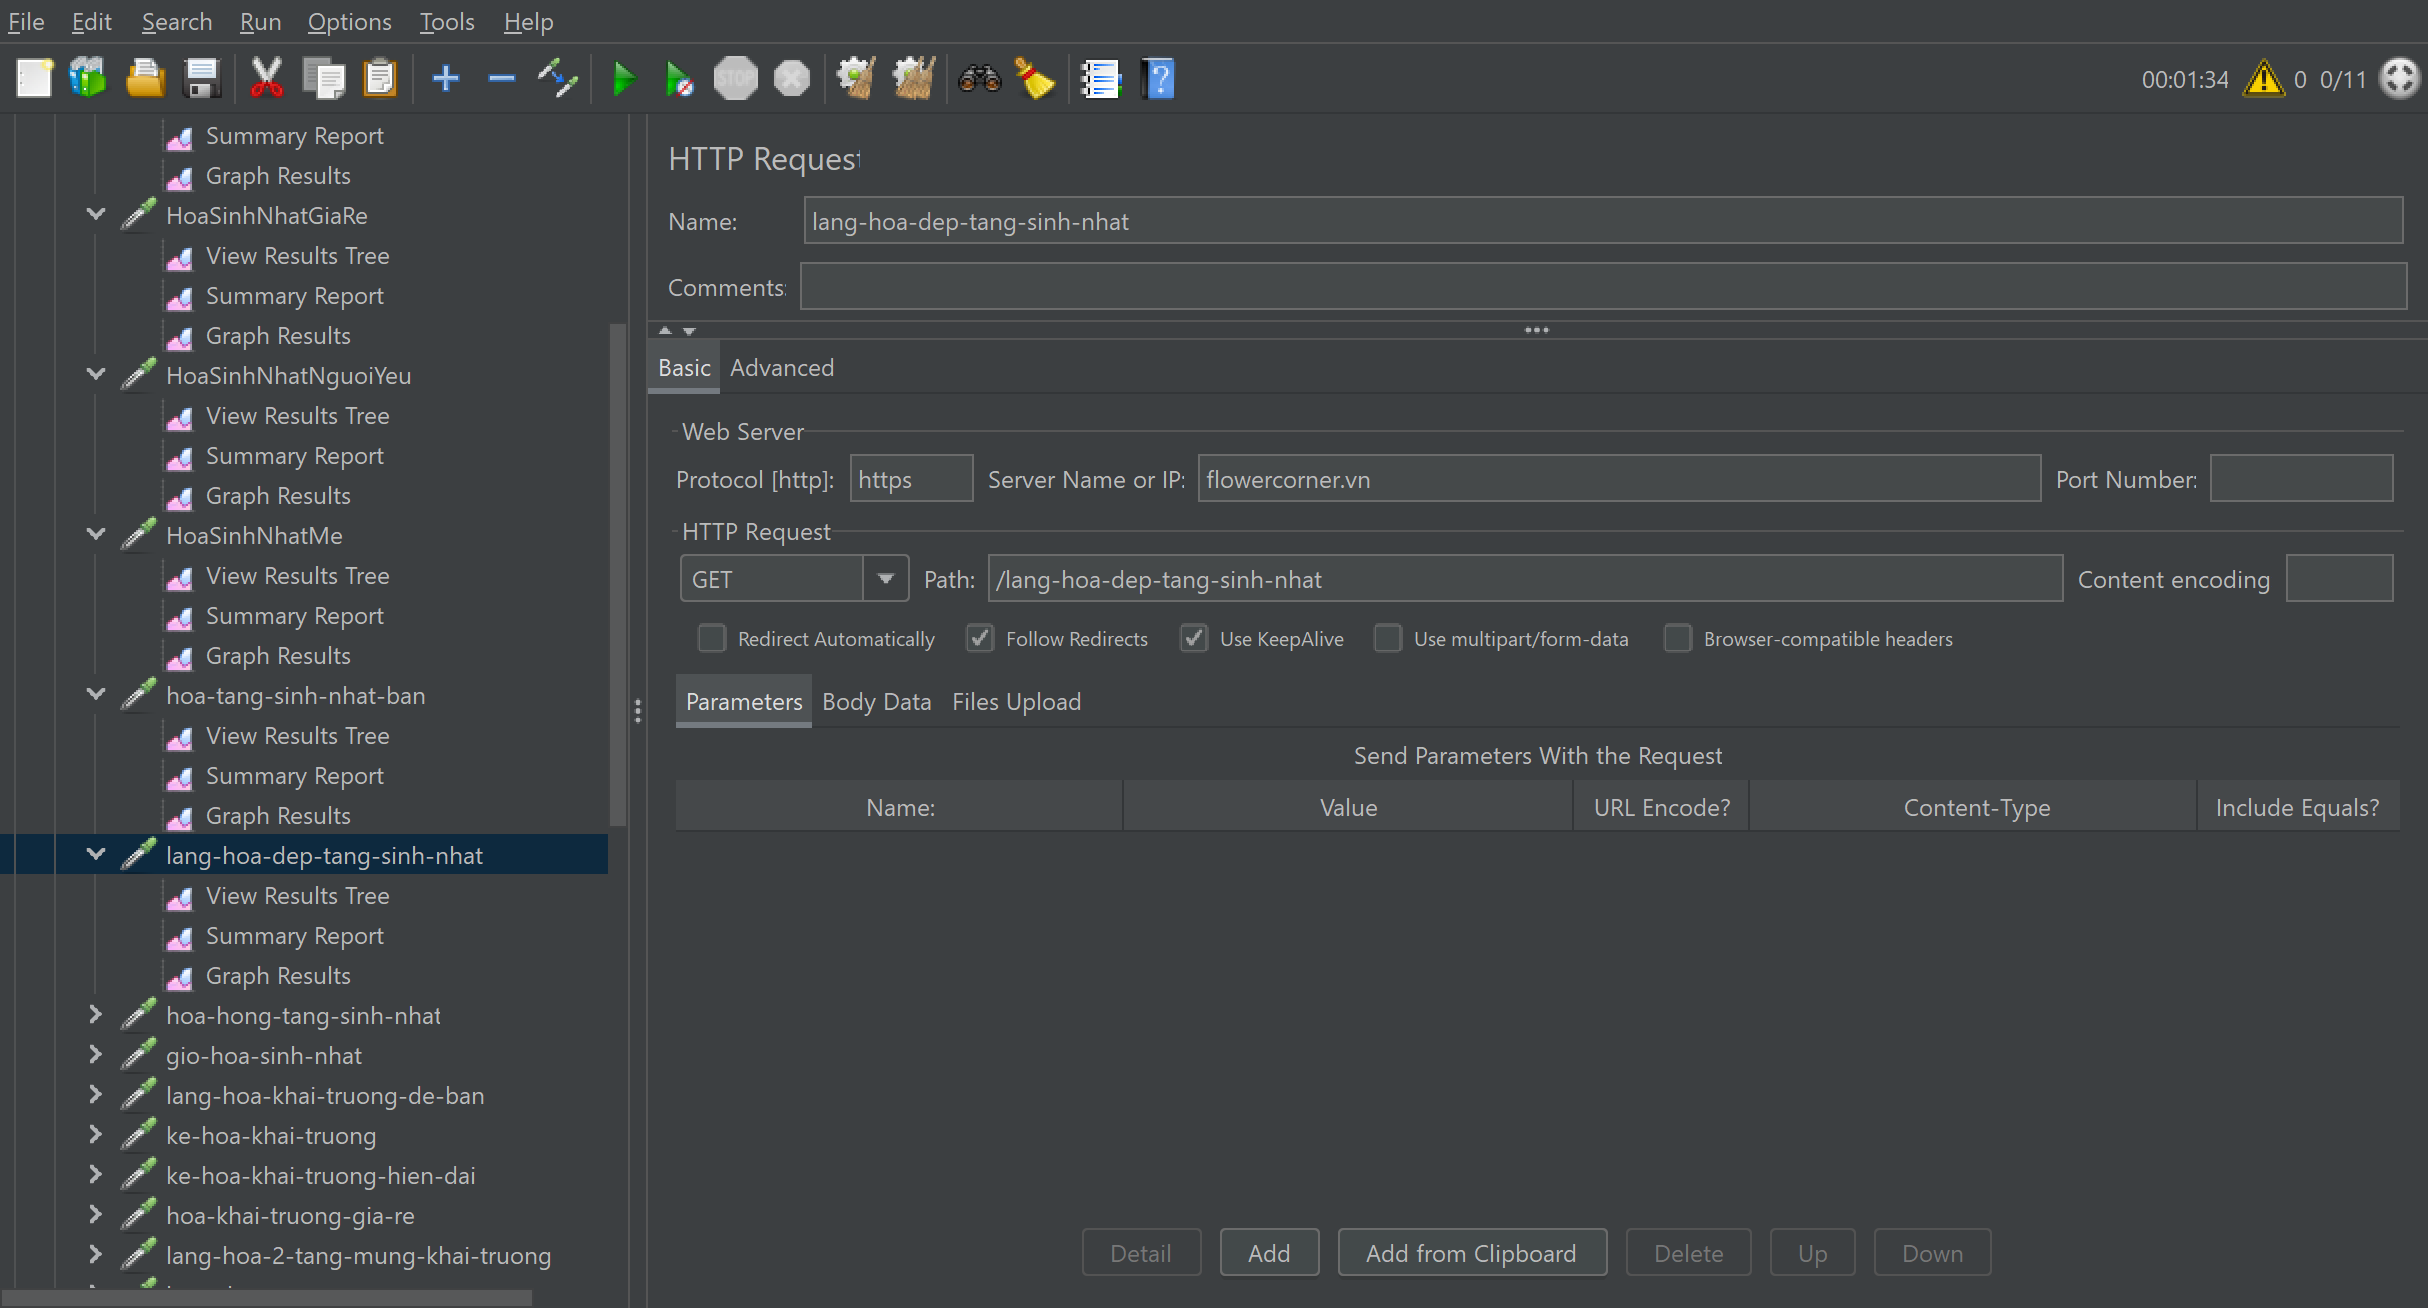 File Edit Search Run Options Tools Help
STOP
00:01:34 0 0/11
Summary Report
Graph Results
HoaSinhNhatGiaRe
View Results Tree
Summary Report
Graph Results
HoaSinhNhatNguoiYeu
View Results Tree
Summary Report
Graph Results
HoaSinhNhatMe
View Results Tree
Summary Report
Graph Results
hoa-tang-sinh-nhat-ban
View Results Tree
Summary Report
Graph Results
lang-hoa-dep-tang-sinh-nhat
View Results Tree
Summary Report
Graph Results
hoa-hong-tang-sinh-nhat
gio-hoa-sinh-nhat
lang-hoa-khai-truong-de-ban
ke-hoa-khai-truong
ke-hoa-khai-truong-hien-dai
hoa-khai-truong-gia-re
lang-hoa-2-tang-mung-khai-truong
HTTP Request
Name: lang-hoa-dep-tang-sinh-nhat
Comments:
Basic Advanced
Web Server
Protocol [http]: https Server Name or IP: flowercorner.vn Port Number:
HTTP Request
GET Path: /lang-hoa-dep-tang-sinh-nhat Content encoding
Redirect Automatically Follow Redirects Use KeepAlive Use multipart/form-data Browser-compatible headers
Parameters Body Data Files Upload
Send Parameters With the Request
Name: Value URL Encode? Content-Type Include Equals?
Detail Add Add from Clipboard Delete Up Down